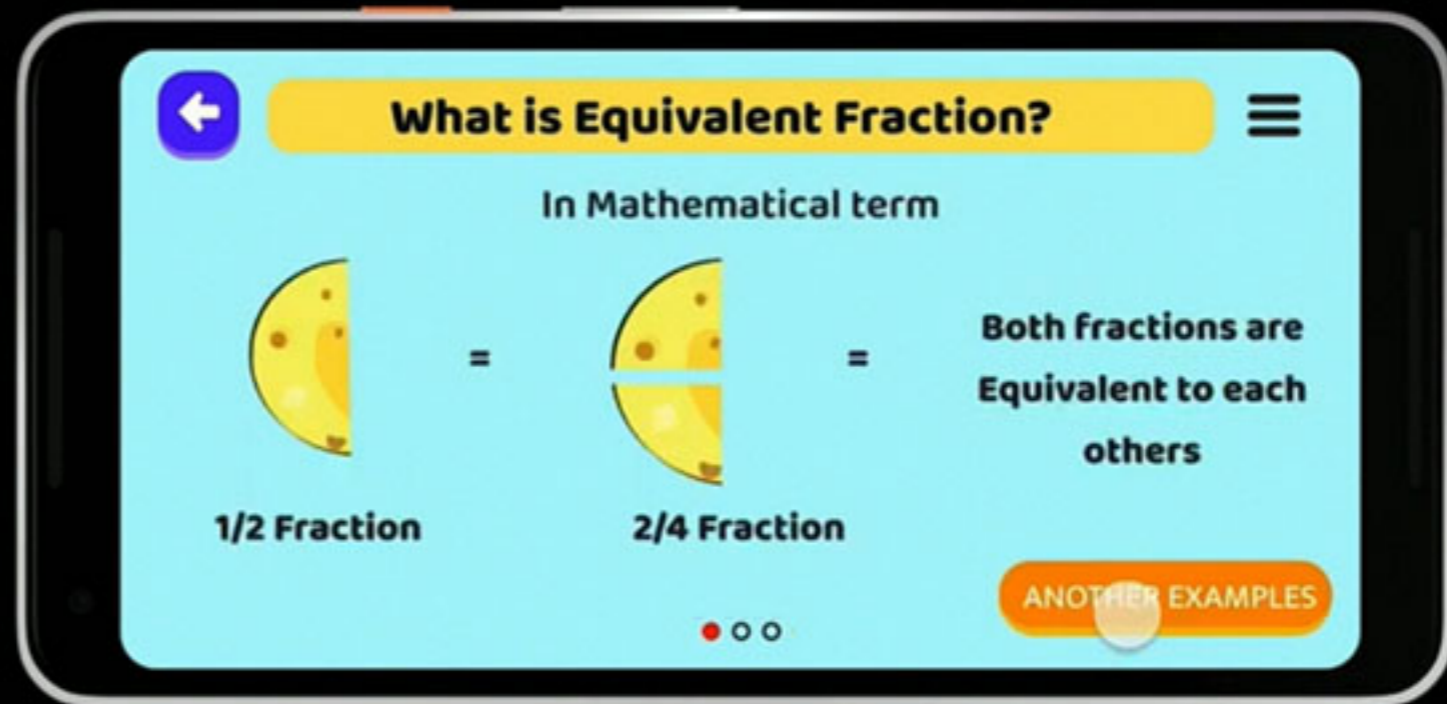 What is Equivalent Fraction?
In Mathematical term
=
=
Both fractions are
Equivalent to each
others
1/2 Fraction
2/4 Fraction
ANOTHER EXAMPLES